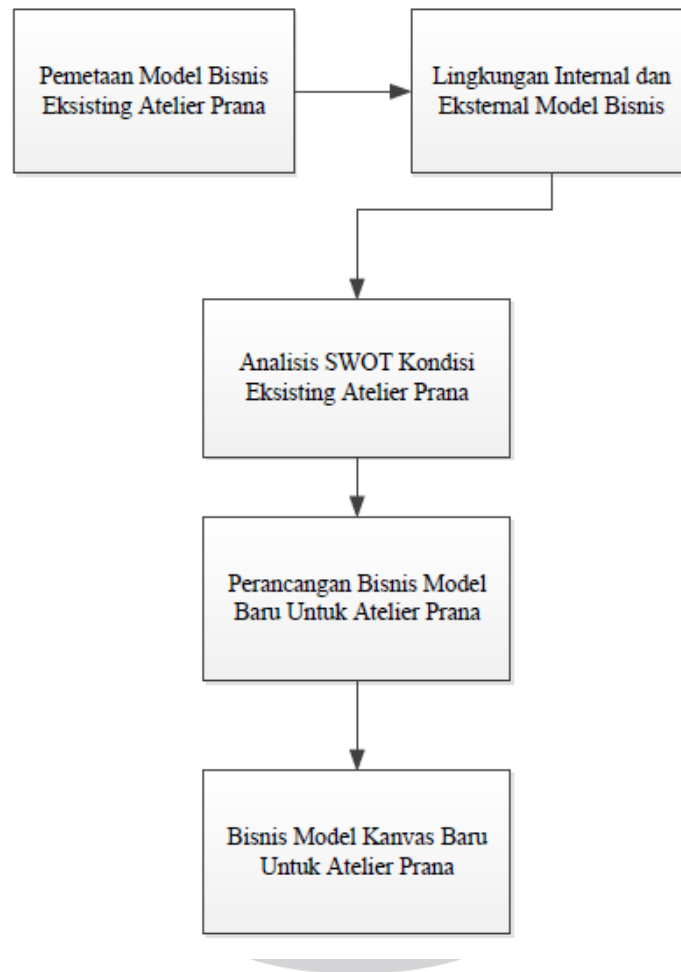 Pemetaan Model Bisnis
Eksisting Atelier Prana
Lingkungan Internal dan
Eksternal Model Bisnis
Analisis SWOT Kondisi
Eksisting Atelier Prana
Perancangan Bisnis Model
Baru Untuk Atelier Prana
Bisnis Model Kanvas Baru
Untuk Atelier Prana